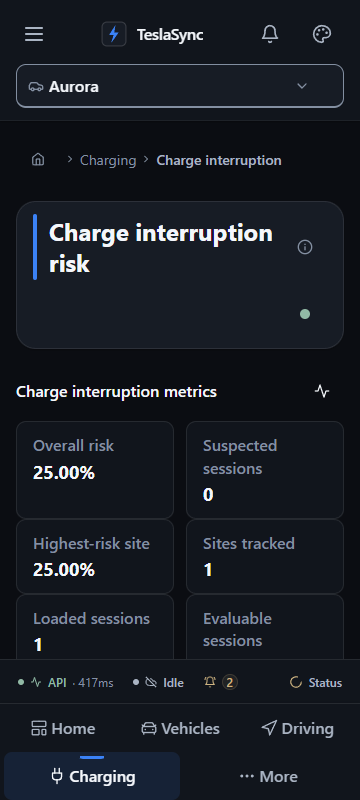 TeslaSync
Aurora
Charging
Charge interruption
Charge interruption
risk
Charge interruption metrics
Overall risk
25.00%
Suspected
sessions
0
Highest-risk site
25.00%
Sites tracked
1
Loaded sessions
1
Evaluable
sessions
API · 417ms
Idle
2
Status
Home
Vehicles
Driving
Charging
More